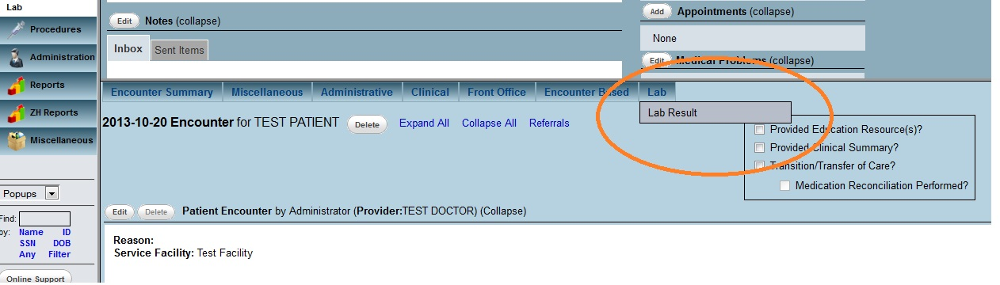 Lab
Procedures
Administration
Reports
ZH Reports
Miscellaneous
Popups
Find:
by: Name ID
SSN DOB
Any Filter
Online Support
Edit Notes (collapse)
Inbox Sent Items
Add Appointments (collapse)
None
Edit Medical Problems (collapse)
Encounter Summary Miscellaneous Administrative Clinical Front Office Encounter Based Lab
Lab Result
2013-10-20 Encounter for TEST PATIENT Delete Expand All Collapse All Referrals
Provided Education Resource(s)?
Provided Clinical Summary?
Transition/Transfer of Care?
Medication Reconciliation Performed?
Edit Delete Patient Encounter by Administrator (Provider:TEST DOCTOR) (Collapse)
Reason:
Service Facility: Test Facility